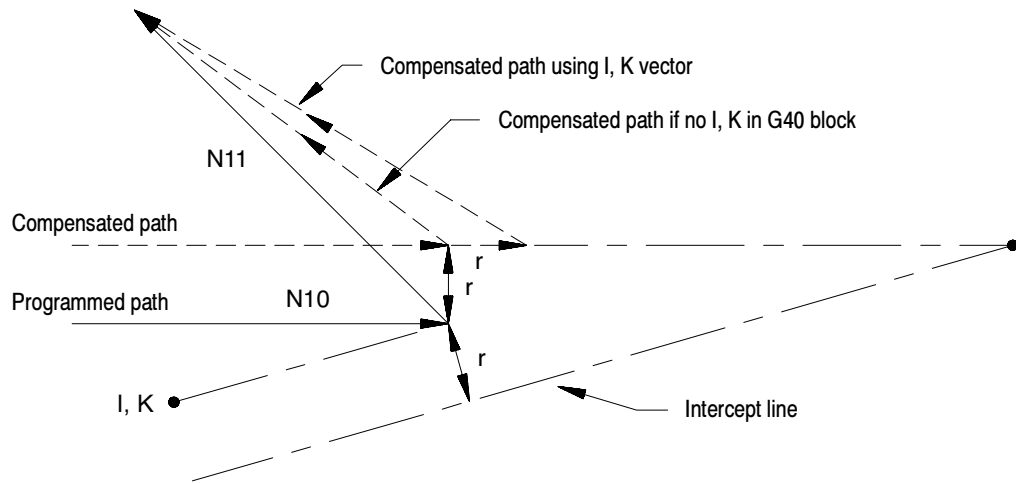 Compensated path using I, K vector
Compensated path if no I, K in G40 block
N11
Compensated path
r
r
Programmed path
N10
r
I, K
Intercept line